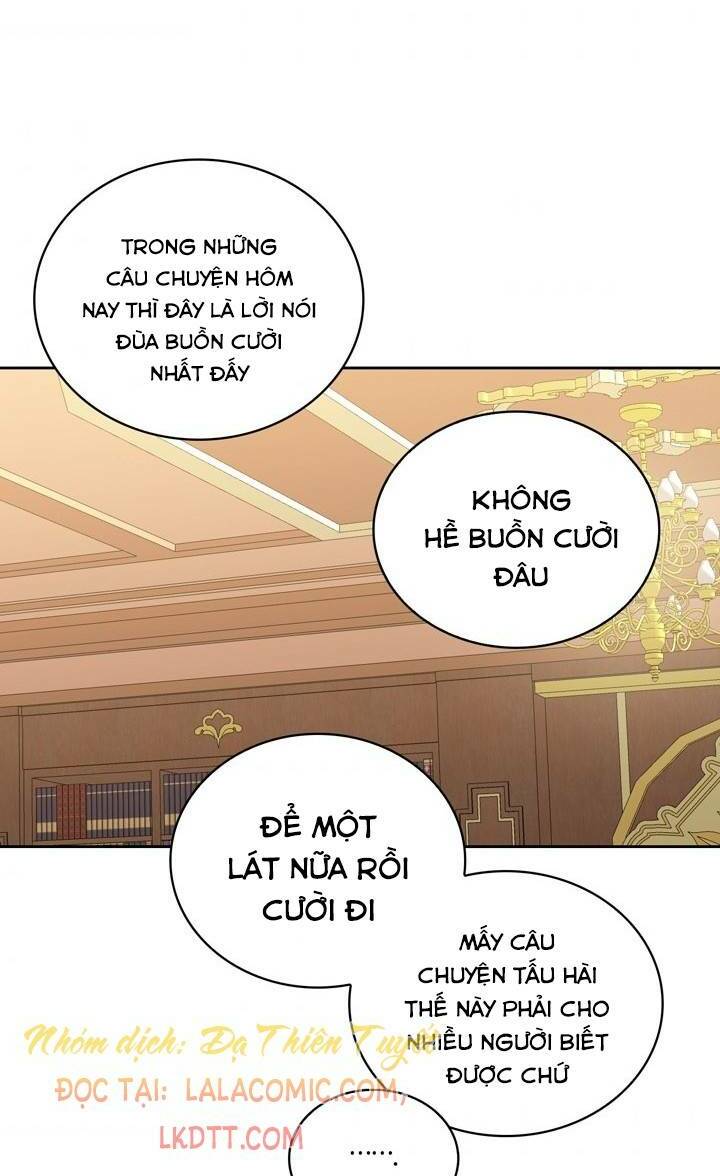 TRONG NHỮNG
CÂU CHUYỆN HÔM
NAY THÌ ĐÂY LÀ LỜI NÓI
ĐÙA BUỒN CƯỜI
NHẤT ĐẤY
KHÔNG
HỀ BUỒN CƯỜI
ĐÂU
ĐỂ MỘT
LÁT NỮA RỒI
CƯỜI ĐI
MẤY CÂU
CHUYỆN TẤU HÀI
THẾ NÀY PHẢI CHO
NHIỀU NGƯỜI BIẾT
ĐƯỢC CHỨ
Nhóm dịch: Dạ Thiên Tuyết
ĐỌC TẠI: LALACOMIC.COM,
LKDTT.COM
.......